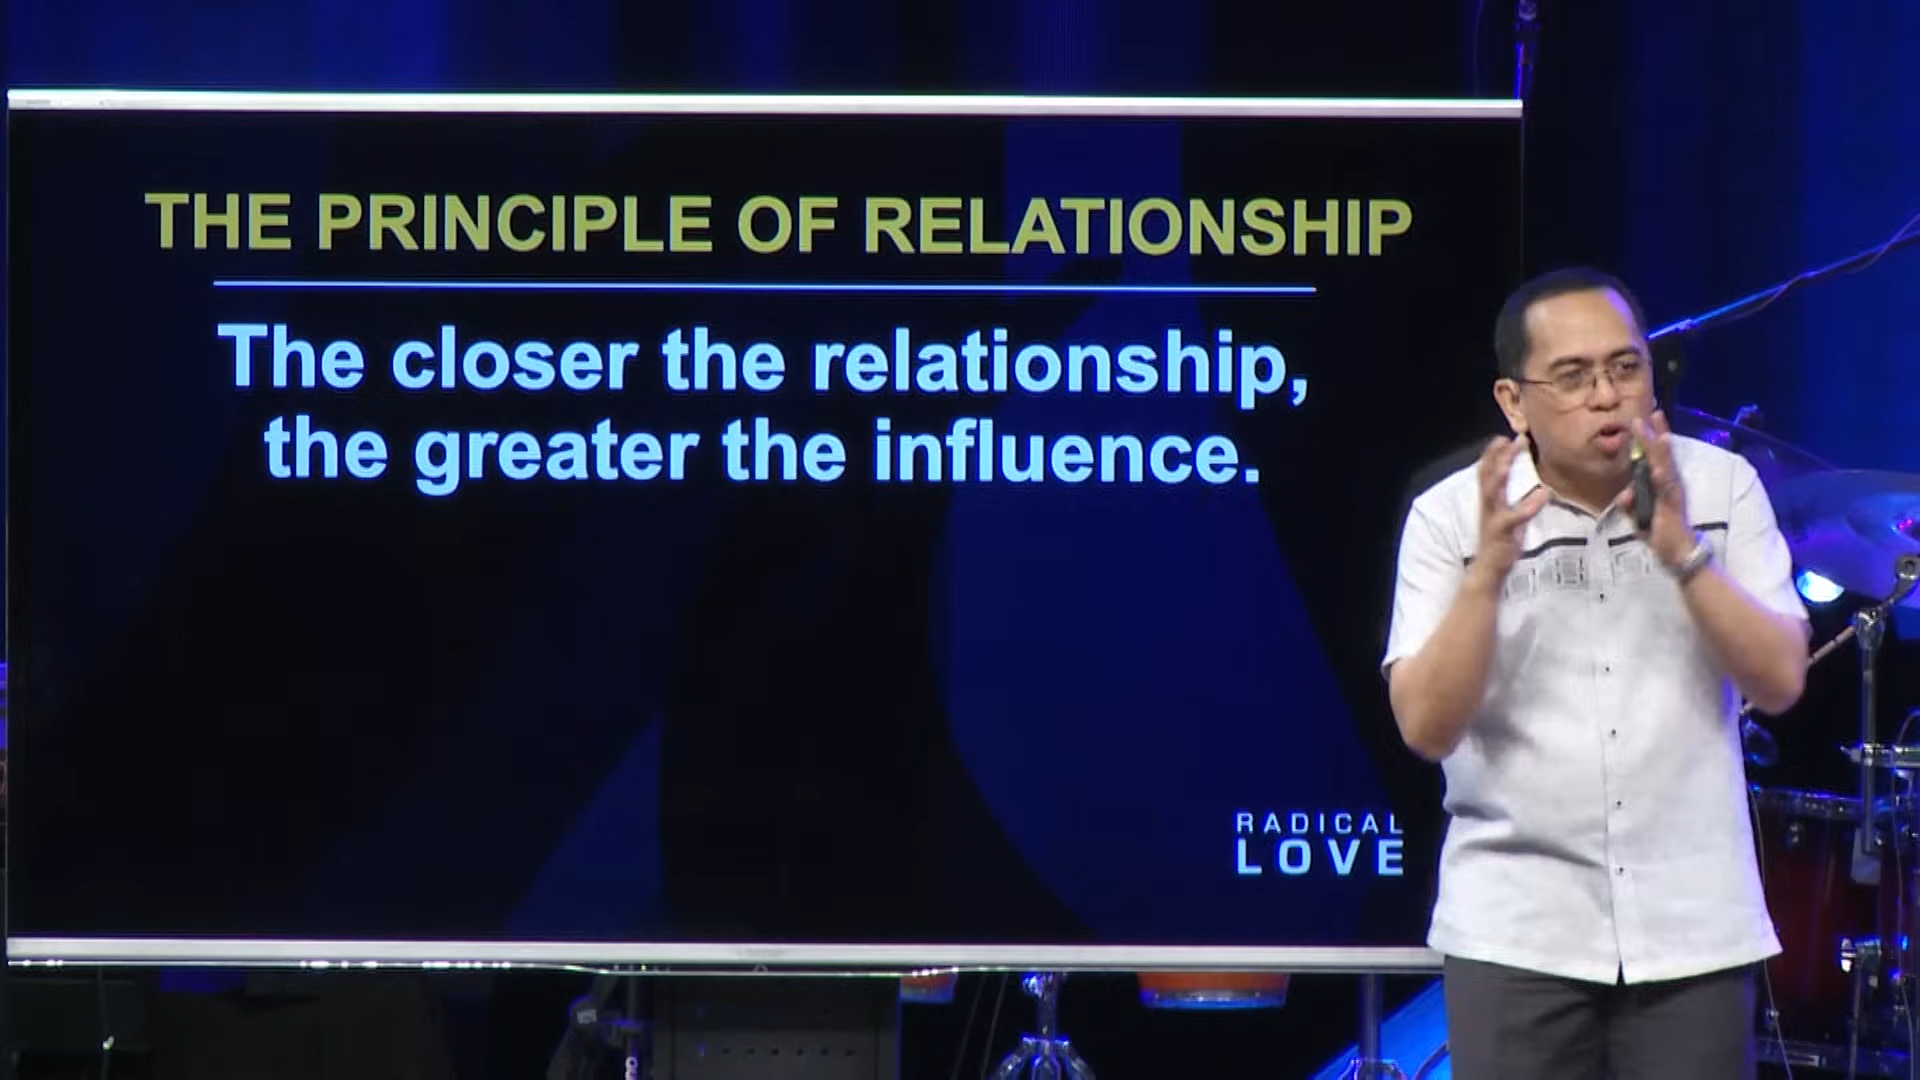 THE PRINCIPLE OF RELATIONSHIP
The closer the relationship,
the greater the influence.
RADICAL
LOVE